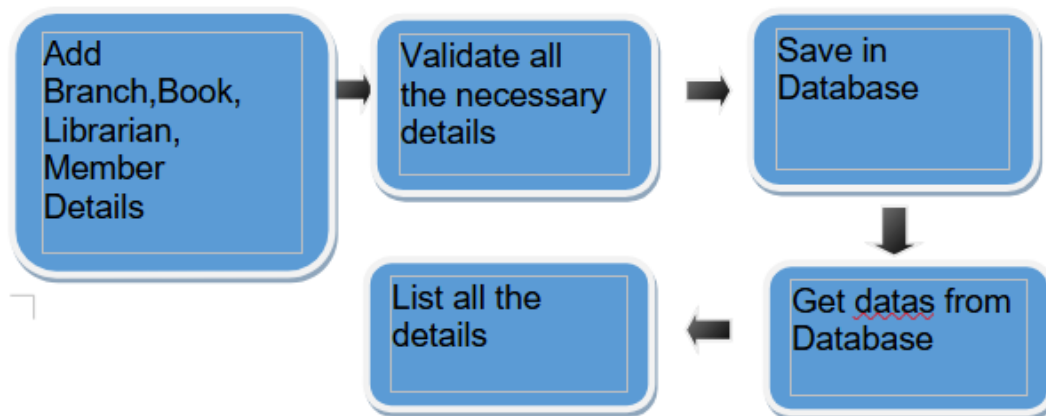 Add
Branch,Book,
Librarian,
Member
Details
Validate all
the necessary
details
Save in
Database
Get datas from
Database
List all the
details